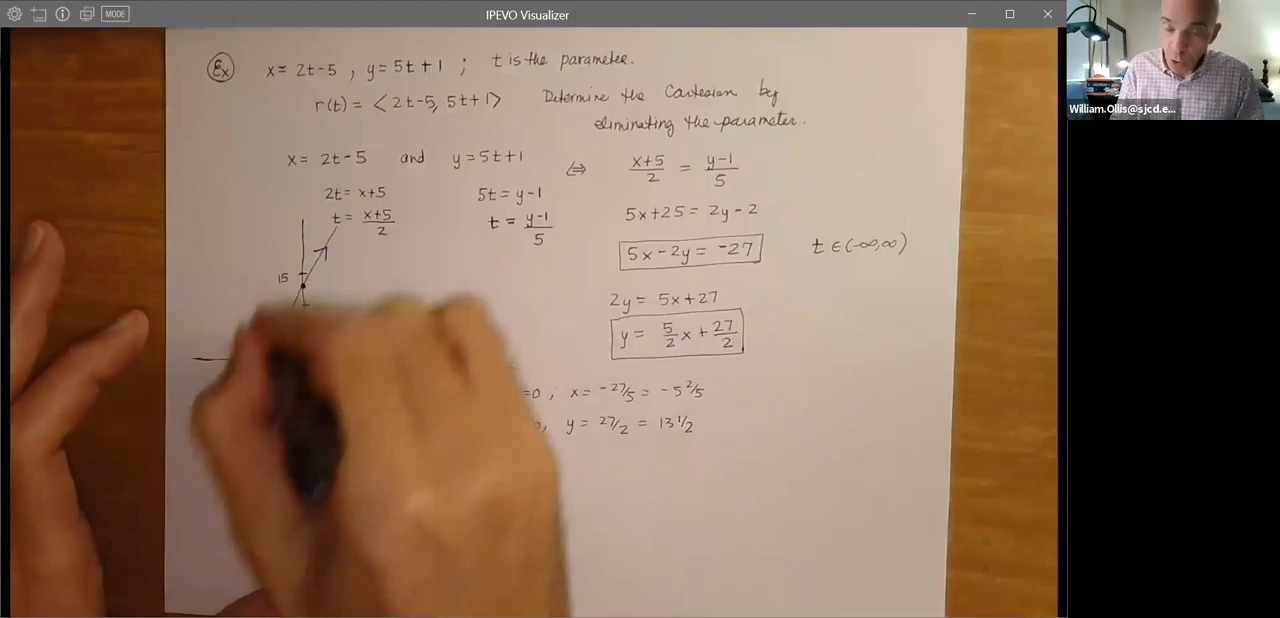 MODE
IPEVO Visualizer
William.Ollis@sjcd.e...
Ex x = 2t-5 , y = 5t+1 ; t is the parameter.
r(t) = <2t-5, 5t+1> Determine the Cartesian by
eliminating the parameter.
x = 2t-5 and y = 5t+1 ⇔ x+5/2 = y-1/5
2t = x+5 5t = y-1
t = x+5/2 t = y-1/5
5x+25 = 2y-2
5x-2y = -27 t ∈ (-∞,∞)
15
2y = 5x+27
y = 5/2 x + 27/2
=0 ; x = -27/5 = -5 2/5
, y = 27/2 = 13 1/2